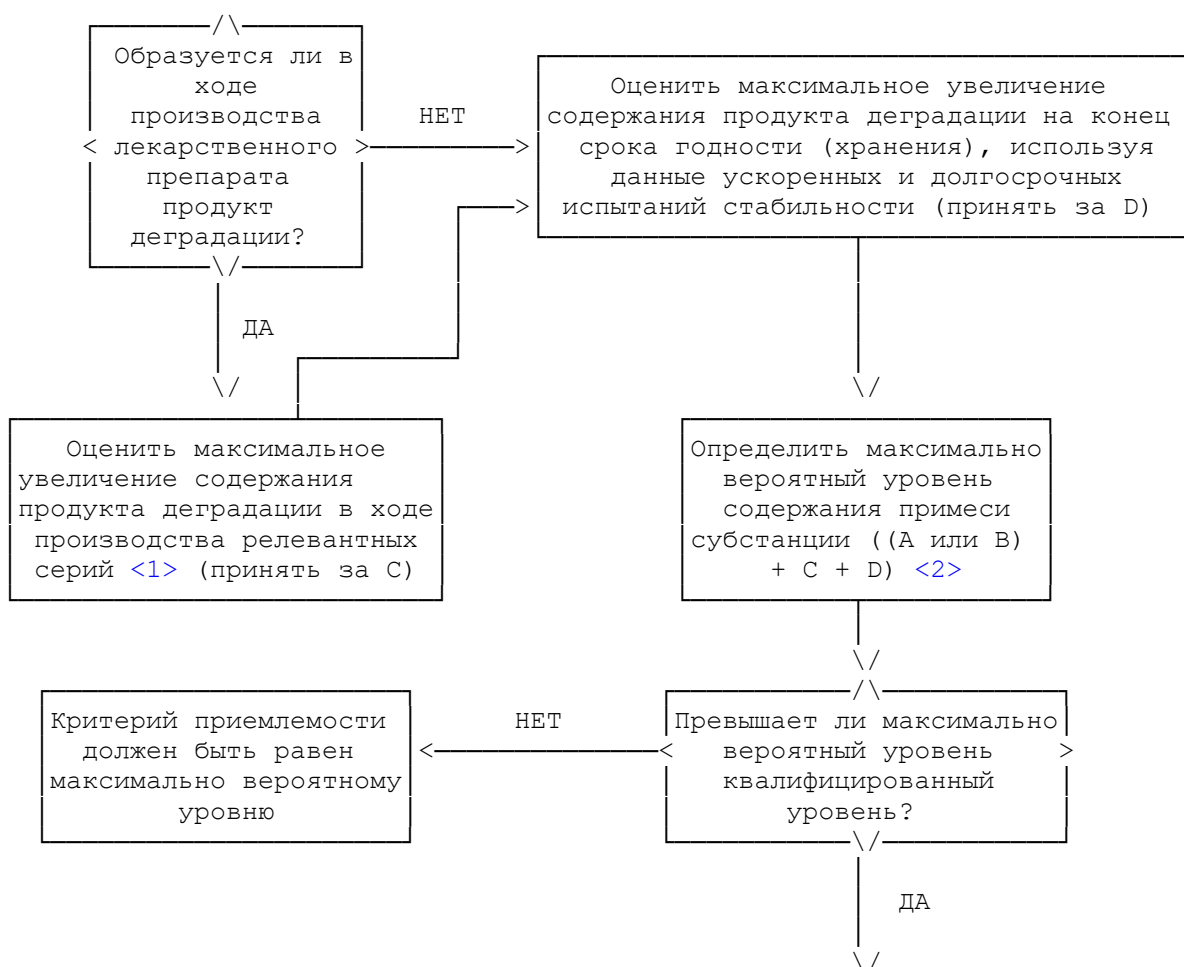 Образуется ли в
ходе
производства
лекарственного
препарата
продукт
деградации?
НЕТ
Оценить максимальное увеличение
содержания продукта деградации на конец
срока годности (хранения), используя
данные ускоренных и долгосрочных
испытаний стабильности (принять за D)
ДА
Оценить максимальное
увеличение содержания
продукта деградации в ходе
производства релевантных
серий <1> (принять за C)
Определить максимально
вероятный уровень
содержания примеси
субстанции ((A или B)
+ C + D) <2>
Критерий приемлемости
должен быть равен
максимально вероятному
уровню
НЕТ
Превышает ли максимально
вероятный уровень
квалифицированный
уровень?
ДА